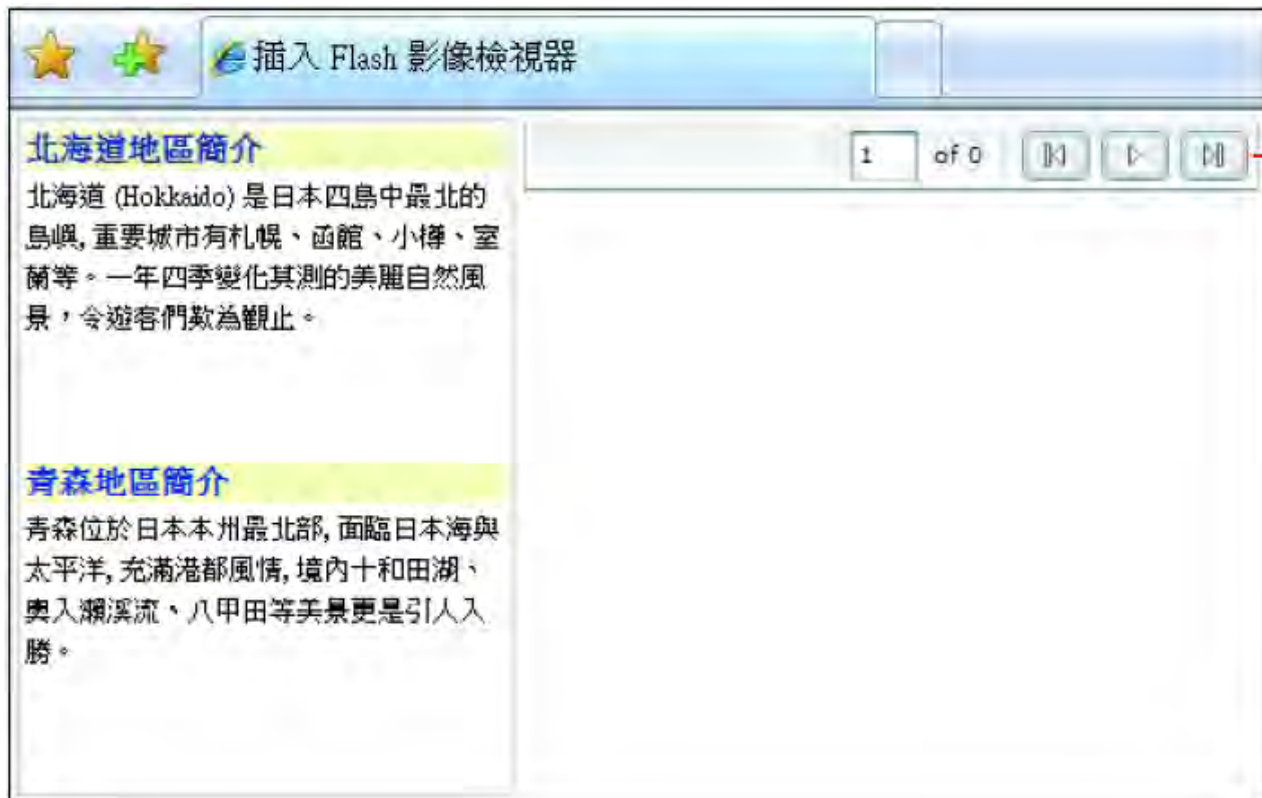 插入 Flash 影像檢視器
北海道地區簡介
北海道 (Hokkaido) 是日本四島中最北的
島嶼, 重要城市有札幌、函館、小樽、室
蘭等。一年四季變化其測的美麗自然風
景，令遊客們歎為觀止。
青森地區簡介
青森位於日本本州最北部, 面臨日本海與
太平洋, 充滿港都風情, 境內十和田湖、
奧入瀨溪流、八甲田等美景更是引人入
勝。
1 of 0